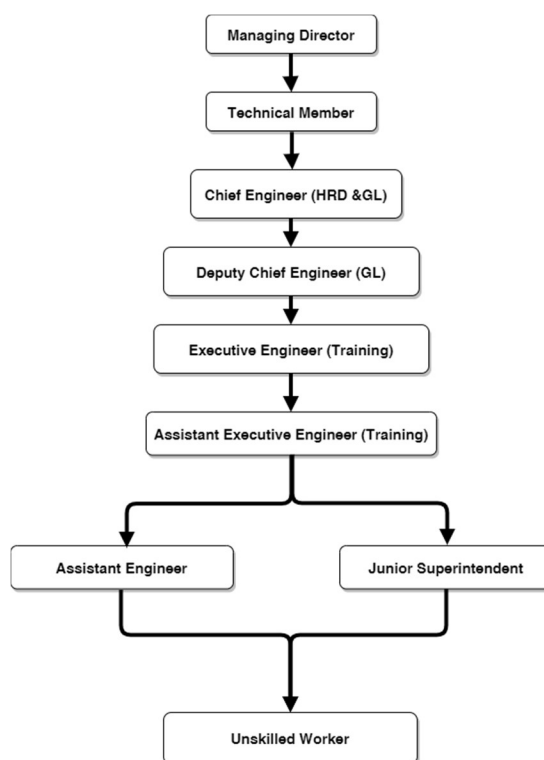 Managing Director
Technical Member
Chief Engineer (HRD &GL)
Deputy Chief Engineer (GL)
Executive Engineer (Training)
Assistant Executive Engineer (Training)
Assistant Engineer
Junior Superintendent
Unskilled Worker